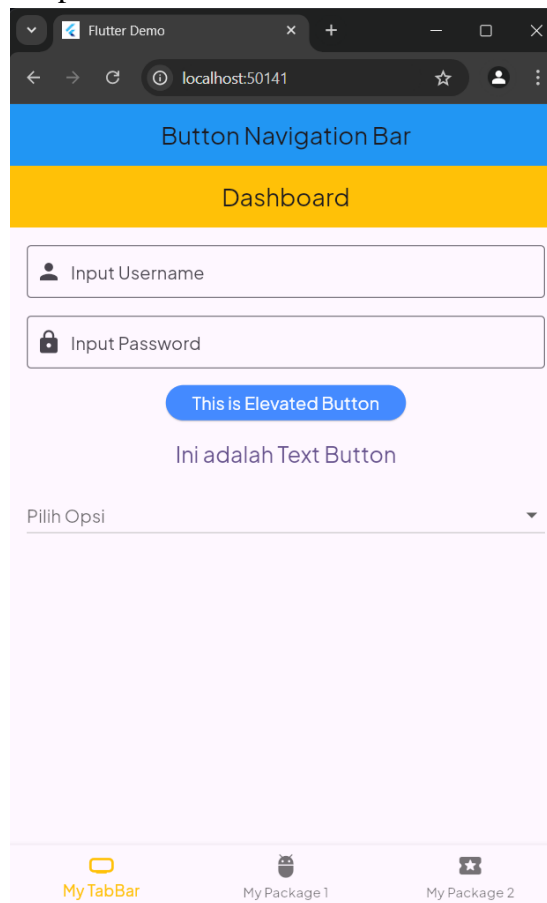 Flutter Demo
localhost:50141
Button Navigation Bar
Dashboard
Input Username
Input Password
This is Elevated Button
Ini adalah Text Button
Pilih Opsi
My TabBar
My Package 1
My Package 2